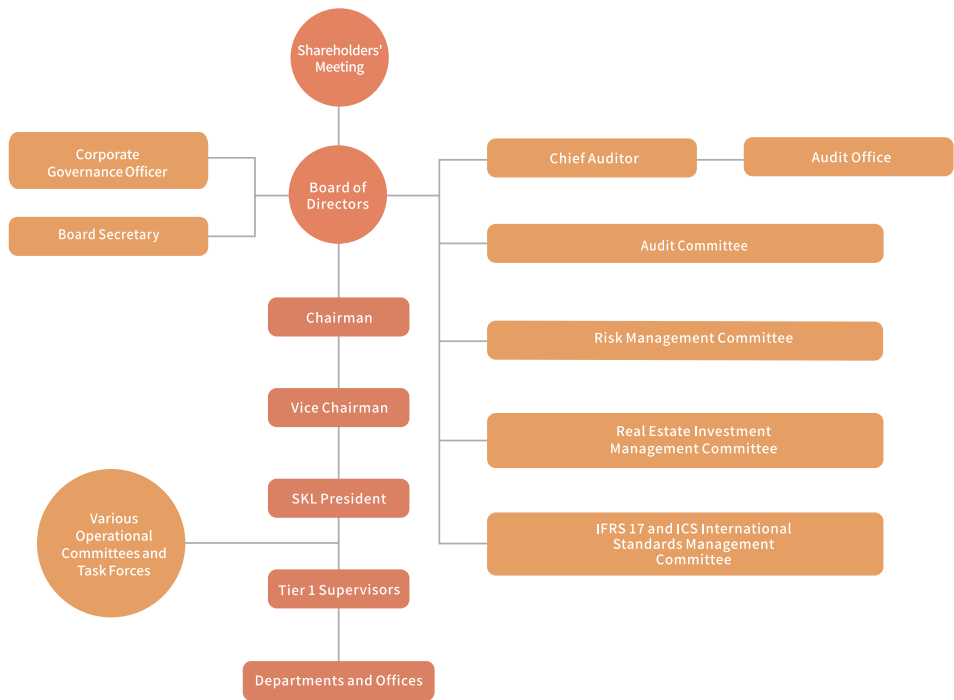 Shareholders'
Meeting
Corporate
Governance Officer
Board Secretary
Board of
Directors
Chief Auditor
Audit Office
Audit Committee
Risk Management Committee
Real Estate Investment
Management Committee
IFRS 17 and ICS International
Standards Management
Committee
Chairman
Vice Chairman
SKL President
Various
Operational
Committees and
Task Forces
Tier 1 Supervisors
Departments and Offices